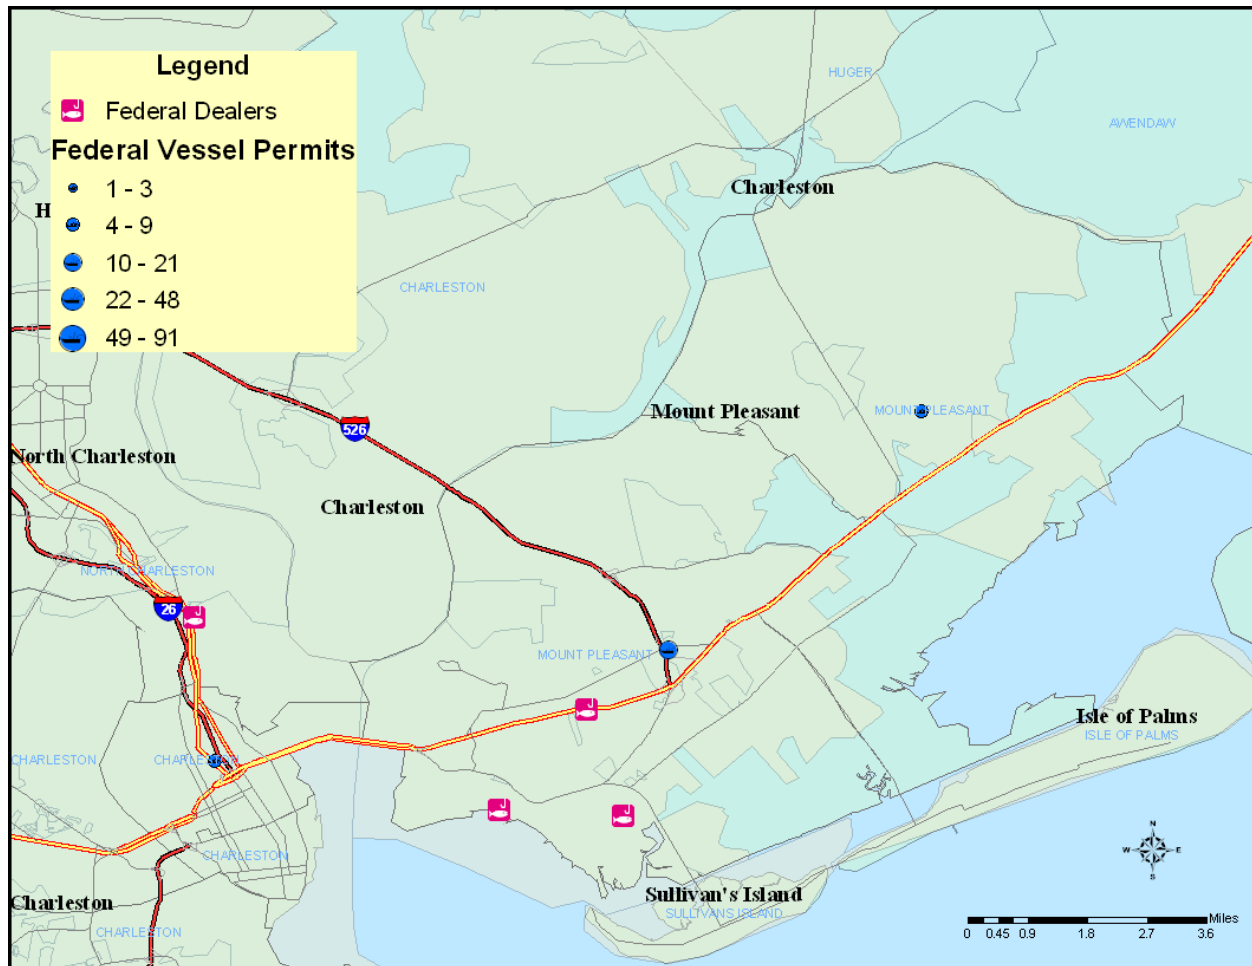 Legend
Federal Dealers
Federal Vessel Permits
1 - 3
4 - 9
10 - 21
22 - 48
49 - 91
HUGER
AWENDAW
Charleston
H
CHARLESTON
Mount Pleasant
MOUNT PLEASANT
526
North Charleston
Charleston
NORTH CHARLESTON
26
MOUNT PLEASANT
Isle of Palms
ISLE OF PALMS
CHARLESTON
CHARLESTON
CHARLESTON
Sullivan's Island
SULLIVANS ISLAND
Charleston
CHARLESTON
N
W E
S
Miles
0 0.45 0.9 1.8 2.7 3.6